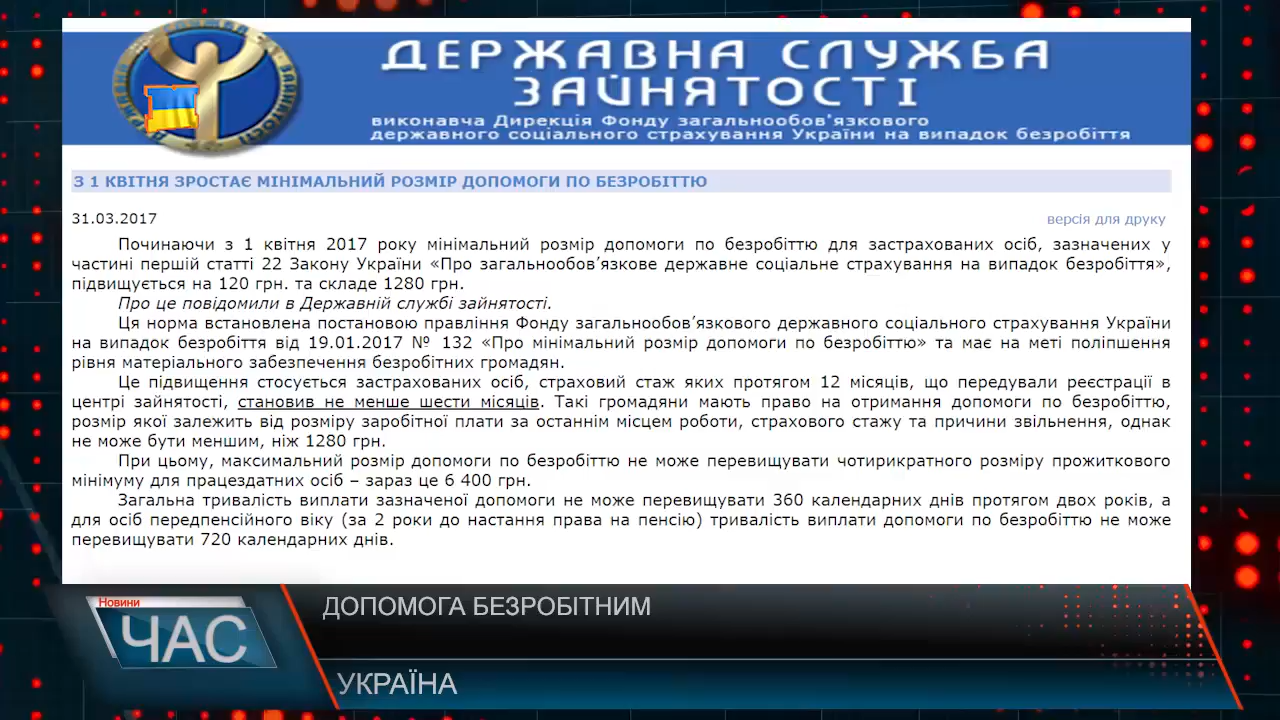 ДЕРЖАВНА СЛУЖБА
ЗАЙНЯТОСТІ
виконавча Дирекція Фонду загальнообов'язкового
державного соціального страхування України на випадок безробіття
З 1 КВІТНЯ ЗРОСТАЄ МІНІМАЛЬНИЙ РОЗМІР ДОПОМОГИ ПО БЕЗРОБІТТЮ
31.03.2017
версія для друку
Починаючи з 1 квітня 2017 року мінімальний розмір допомоги по безробіттю для застрахованих осіб, зазначених у
частині першій статті 22 Закону України «Про загальнообов’язкове державне соціальне страхування на випадок безробіття»,
підвищується на 120 грн. та складе 1280 грн.
Про це повідомили в Державній службі зайнятості.
Ця норма встановлена постановою правління Фонду загальнообов’язкового державного соціального страхування України
на випадок безробіття від 19.01.2017 № 132 «Про мінімальний розмір допомоги по безробіттю» та має на меті поліпшення
рівня матеріального забезпечення безробітних громадян.
Це підвищення стосується застрахованих осіб, страховий стаж яких протягом 12 місяців, що передували реєстрації в
центрі зайнятості, становив не менше шести місяців. Такі громадяни мають право на отримання допомоги по безробіттю,
розмір якої залежить від розміру заробітної плати за останнім місцем роботи, страхового стажу та причини звільнення, однак
не може бути меншим, ніж 1280 грн.
При цьому, максимальний розмір допомоги по безробіттю не може перевищувати чотирикратного розміру прожиткового
мінімуму для працездатних осіб – зараз це 6 400 грн.
Загальна тривалість виплати зазначеної допомоги не може перевищувати 360 календарних днів протягом двох років, а
для осіб передпенсійного віку (за 2 роки до настання права на пенсію) тривалість виплати допомоги по безробіттю не може
перевищувати 720 календарних днів.
Новини
ЧАС
ДОПОМОГА БЕЗРОБІТНИМ
УКРАЇНА